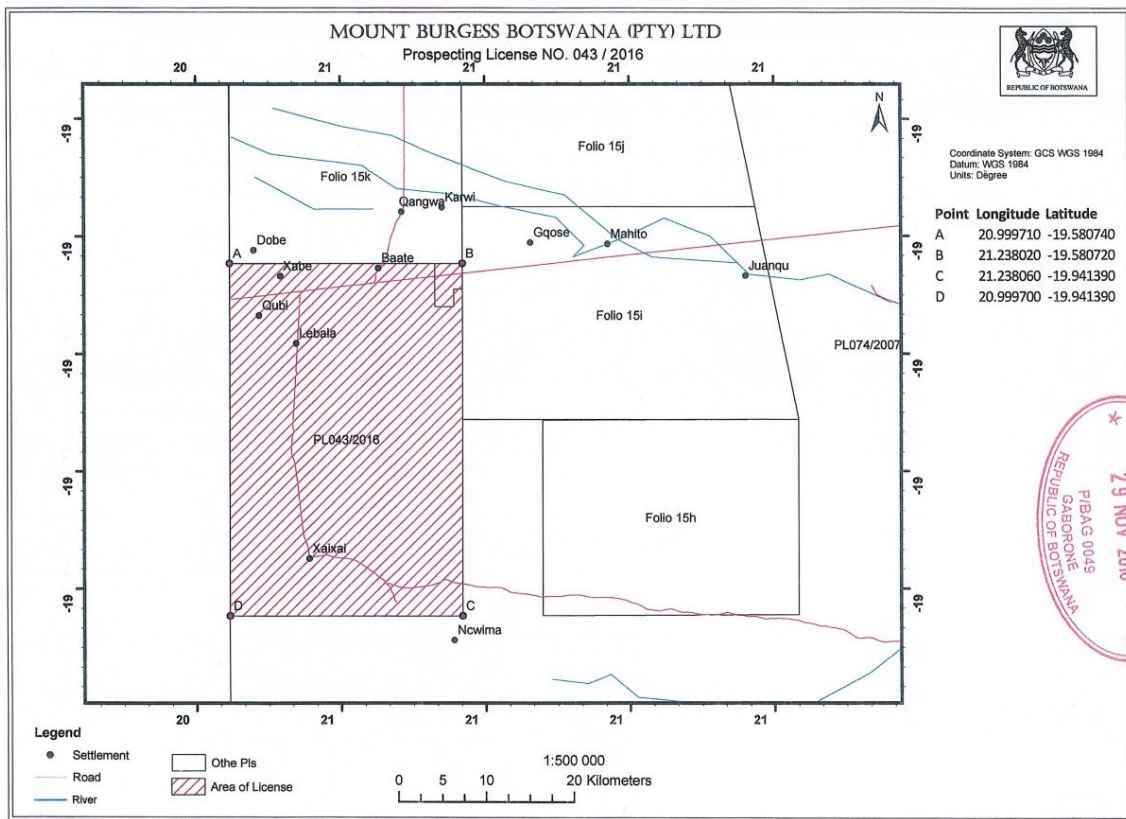 MOUNT BURGESS BOTSWANA (PTY) LTD
Prospecting License NO. 043 / 2016
REPUBLIC OF BOTSWANA
20 21 21 21
N
Coordinate System: GCS WGS 1984
Datum: WGS 1984
Units: Dëgree
Point Longitude Latitude
A 20.999710 -19.580740
B 21.238020 -19.580720
C 21.238060 -19.941390
D 20.999700 -19.941390
-19 -19
-19 -19
-19 -19
-19 -19
-19 -19
Folio 15j
Folio 15k
Qangwa
Karwi
Dobe
Gqose
Mahito
A
B
Xabe
Baate
Juanqu
Qubi
Lebala
Folio 15i
PL074/2007
PL043/2016
Folio 15h
Xaixai
D
C
Ncwima
20 21 21 21 21
29 NOV
P/BAG 0049
GABORONE
REPUBLIC OF BOTSWANA
Legend
Settlement
Road
River
Othe Pls
Area of License
1:500 000
0 5 10 20 Kilometers